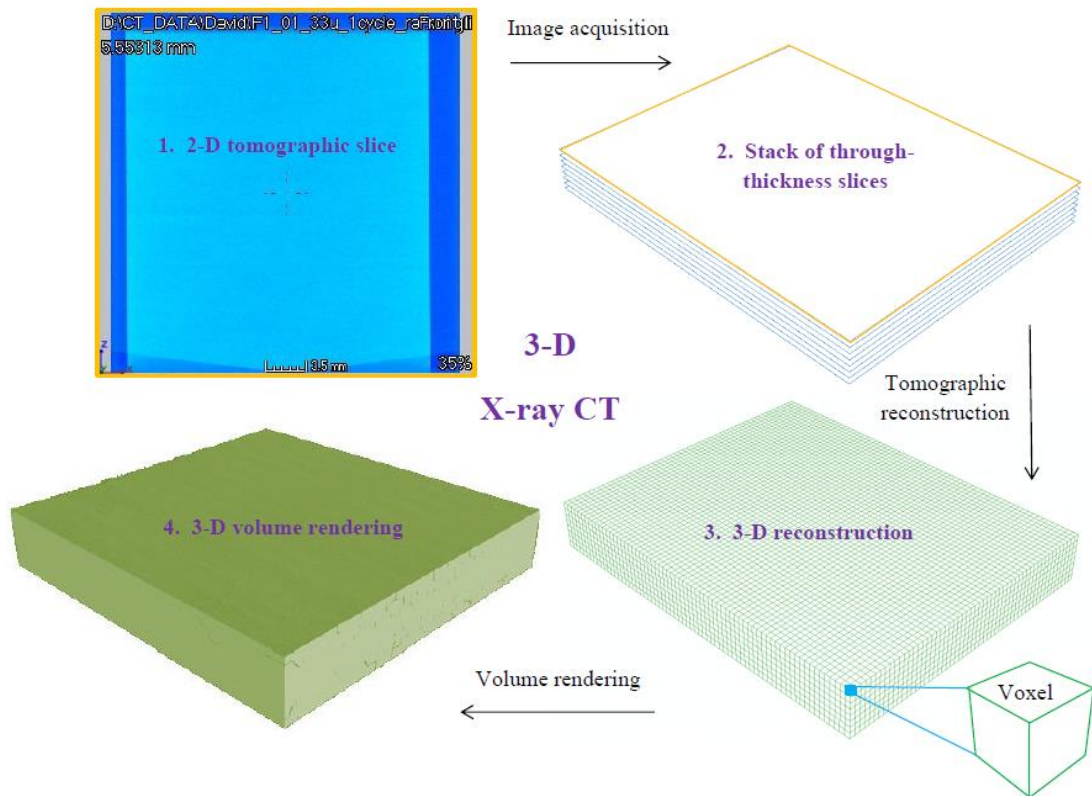 D:\CT_DATA\David\F1_01_33u_1cycle
5.55313 mm
1. 2-D tomographic slice
z
3.5 mm
35%
Image acquisition
2. Stack of through-
thickness slices
Tomographic
reconstruction
3-D
X-ray CT
3. 3-D reconstruction
Voxel
Volume rendering
4. 3-D volume rendering